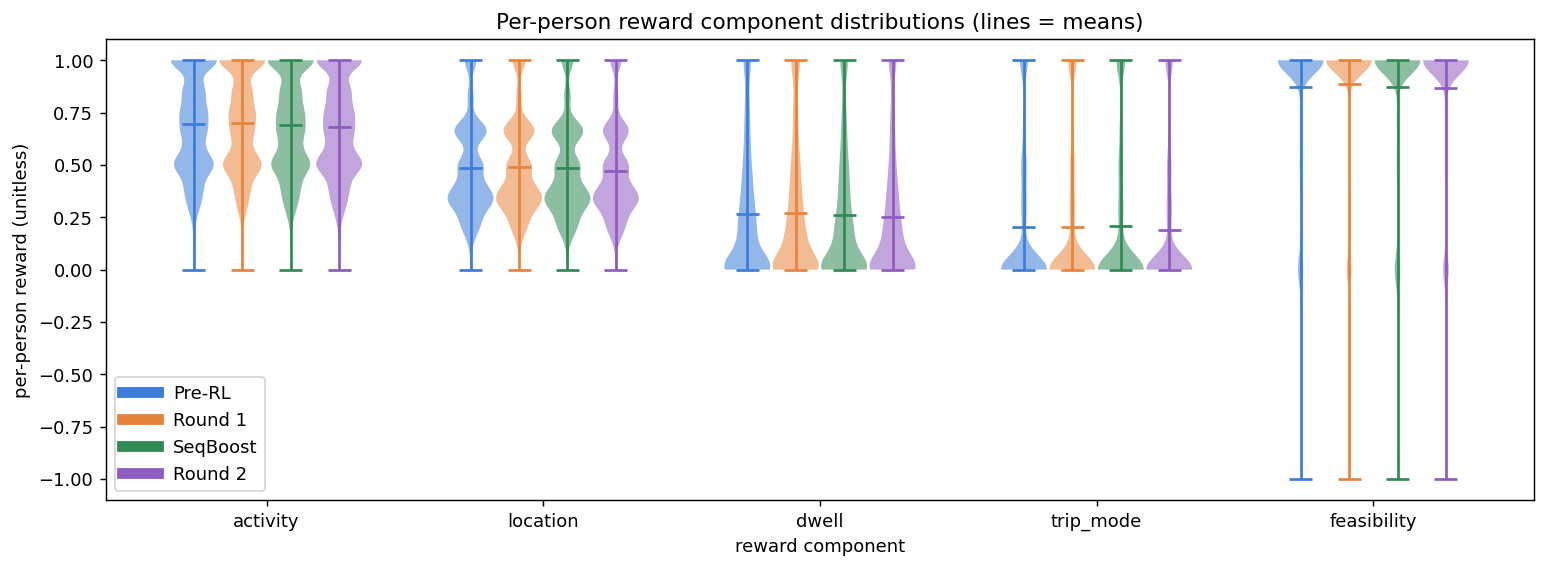 Per-person reward component distributions (lines = means)
per-person reward (unitless)
1.00
0.75
0.50
0.25
0.00
−0.25
−0.50
−0.75
−1.00
Pre-RL
Round 1
SeqBoost
Round 2
activity
location
dwell
trip_mode
feasibility
reward component